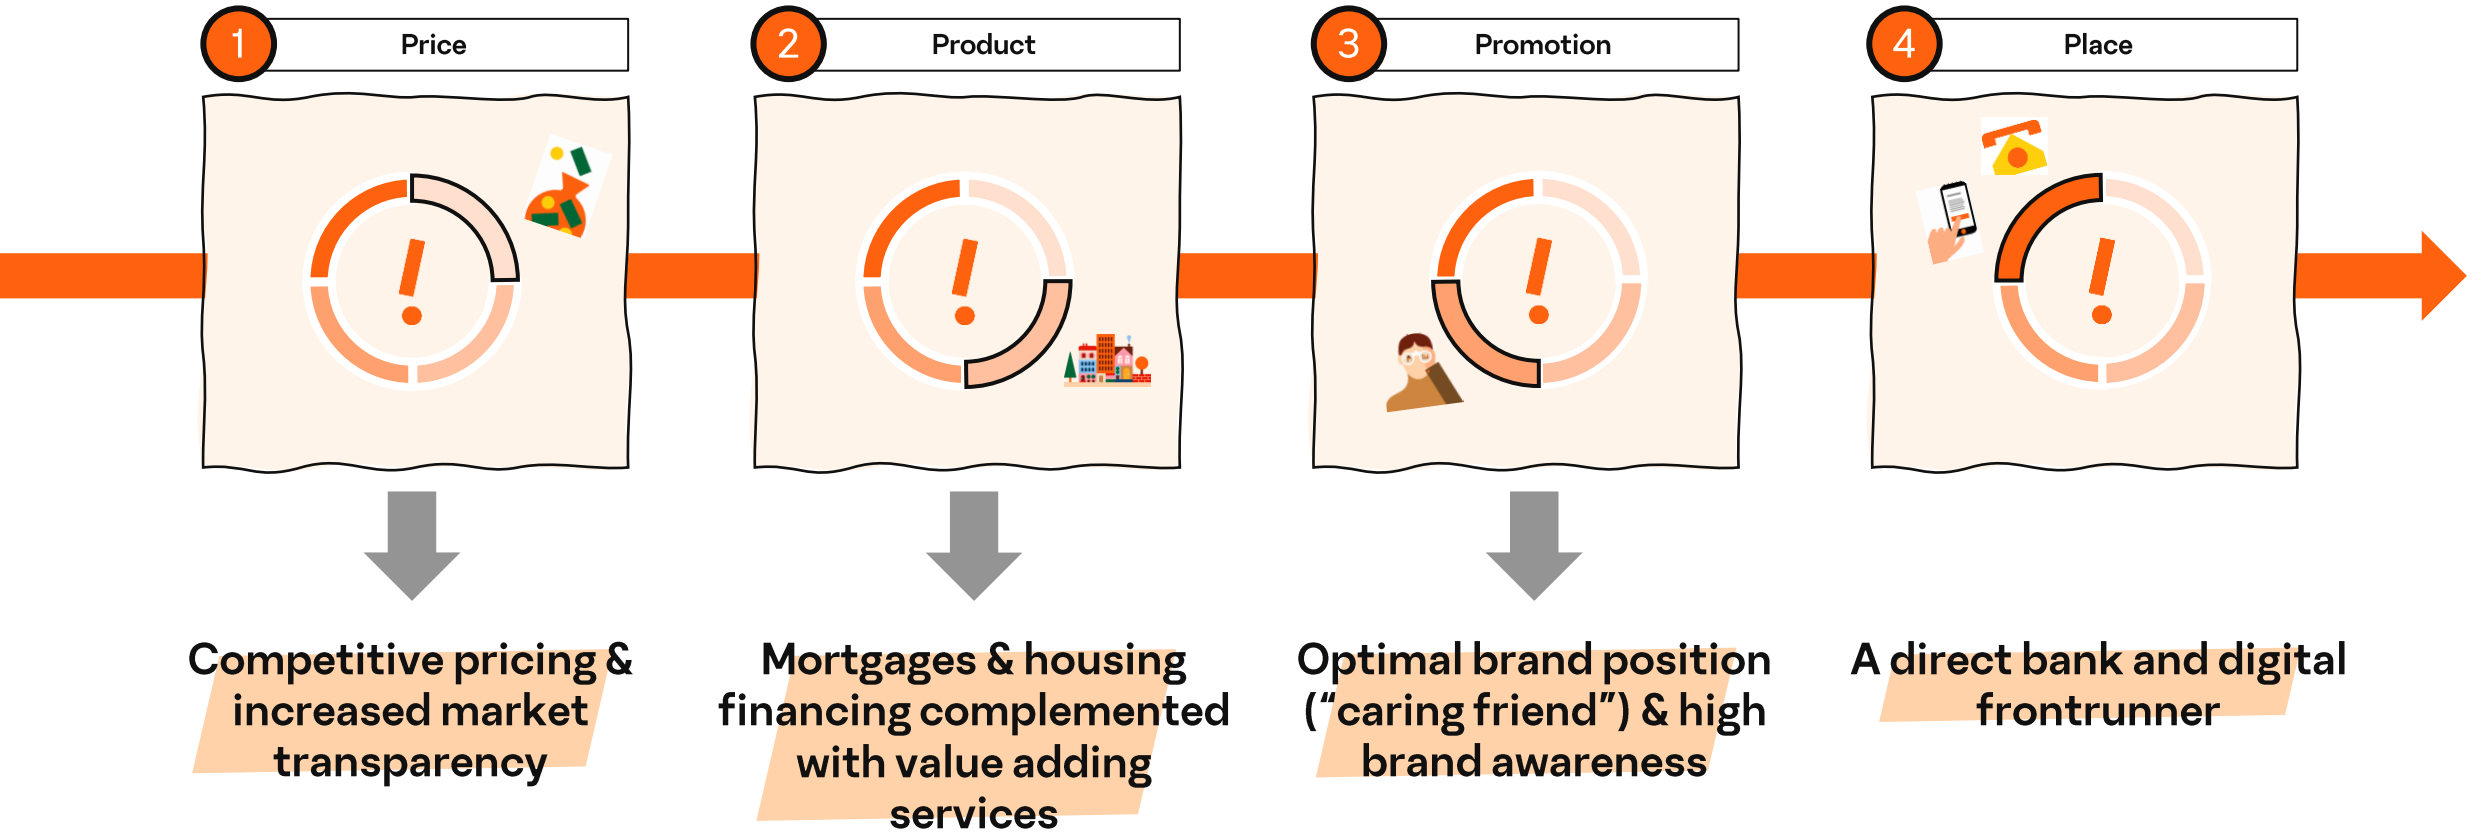 1
Price
2
Product
3
Promotion
4
Place
!
!
!
!
Competitive pricing &
increased market
transparency
Mortgages & housing
financing complemented
with value adding
services
Optimal brand position
(“caring friend”) & high
brand awareness
A direct bank and digital
frontrunner